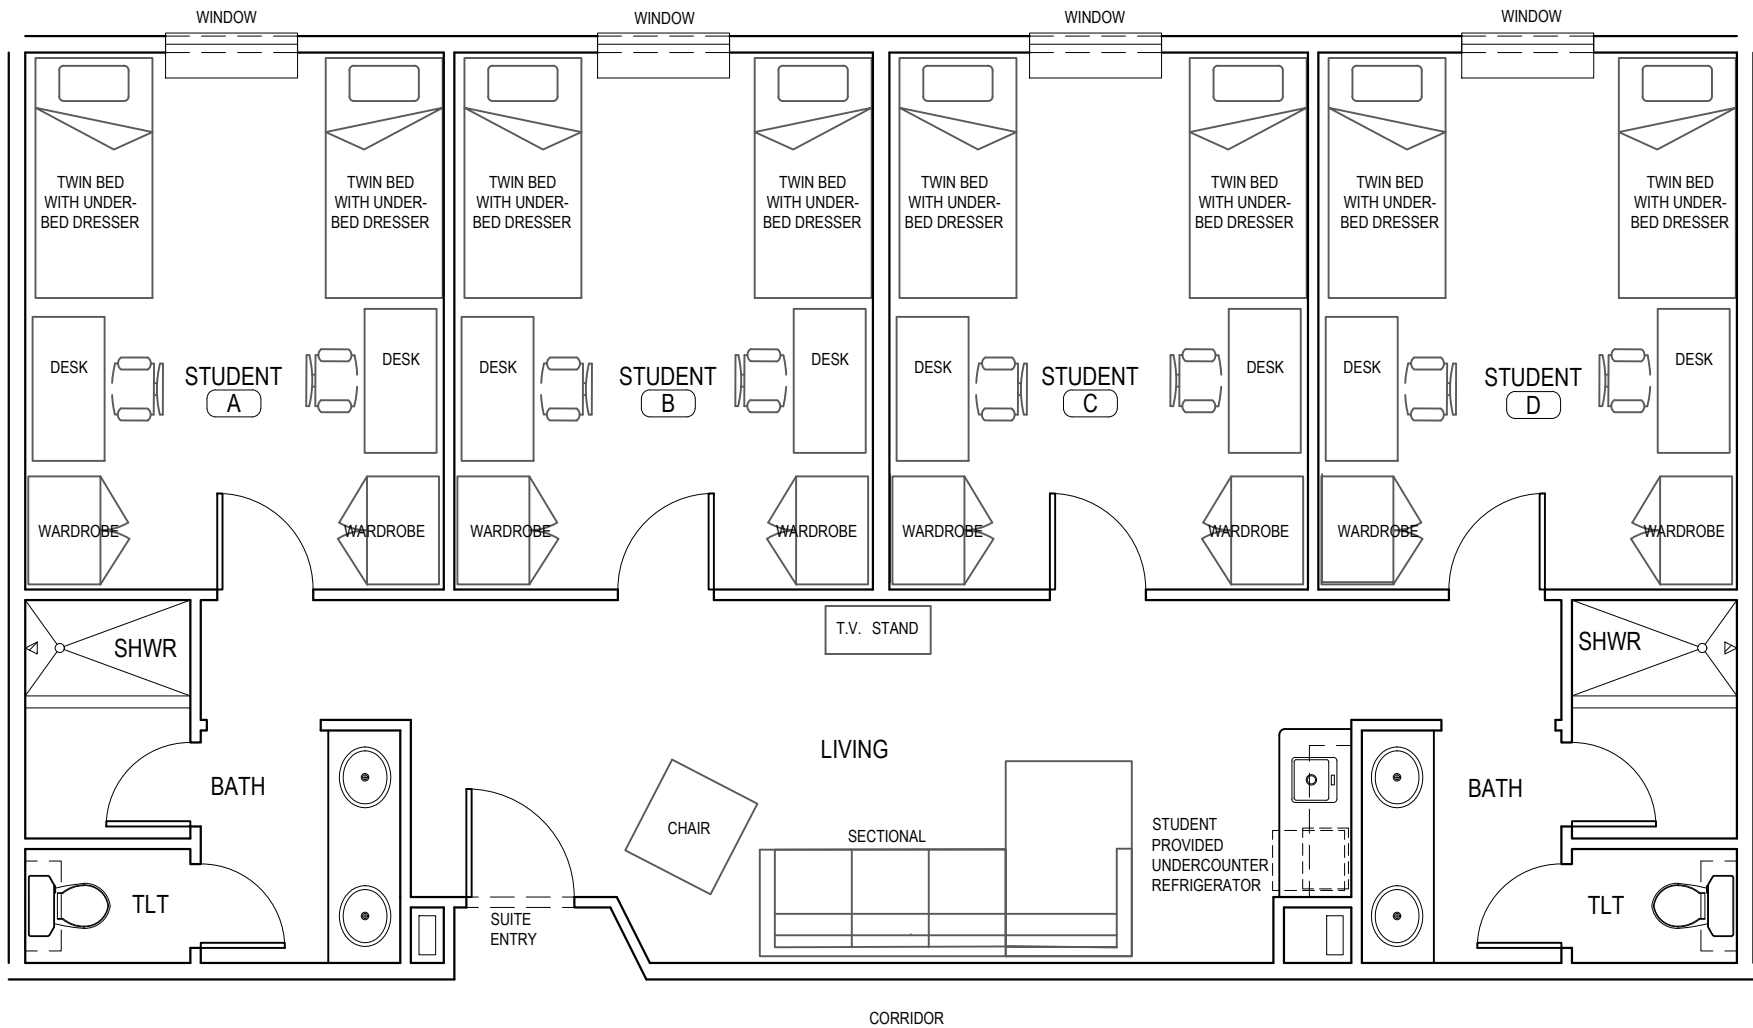 WINDOW
WINDOW
WINDOW
WINDOW
TWIN BED
WITH UNDER-
BED DRESSER
TWIN BED
WITH UNDER-
BED DRESSER
TWIN BED
WITH UNDER-
BED DRESSER
TWIN BED
WITH UNDER-
BED DRESSER
TWIN BED
WITH UNDER-
BED DRESSER
TWIN BED
WITH UNDER-
BED DRESSER
TWIN BED
WITH UNDER-
BED DRESSER
TWIN BED
WITH UNDER-
BED DRESSER
DESK
STUDENT
A
DESK
DESK
STUDENT
B
DESK
DESK
STUDENT
C
DESK
DESK
STUDENT
D
DESK
WARDROBE
WARDROBE
WARDROBE
WARDROBE
WARDROBE
WARDROBE
WARDROBE
WARDROBE
SHWR
T.V. STAND
SHWR
BATH
LIVING
BATH
CHAIR
SECTIONAL
STUDENT
PROVIDED
UNDERCOUNTER
REFRIGERATOR
TLT
SUITE
ENTRY
TLT
CORRIDOR